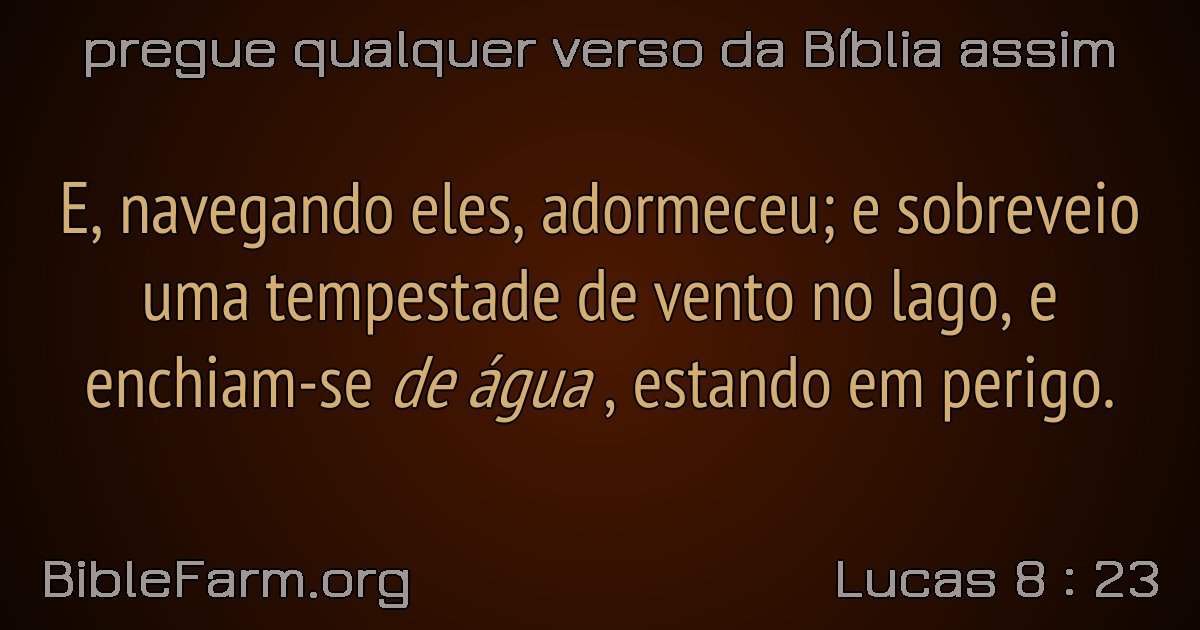 pregue qualquer verso da Bíblia assim
E, navegando eles, adormeceu; e sobreveio
uma tempestade de vento no lago, e
enchiam-se de água , estando em perigo.
BibleFarm.org
Lucas 8 : 23